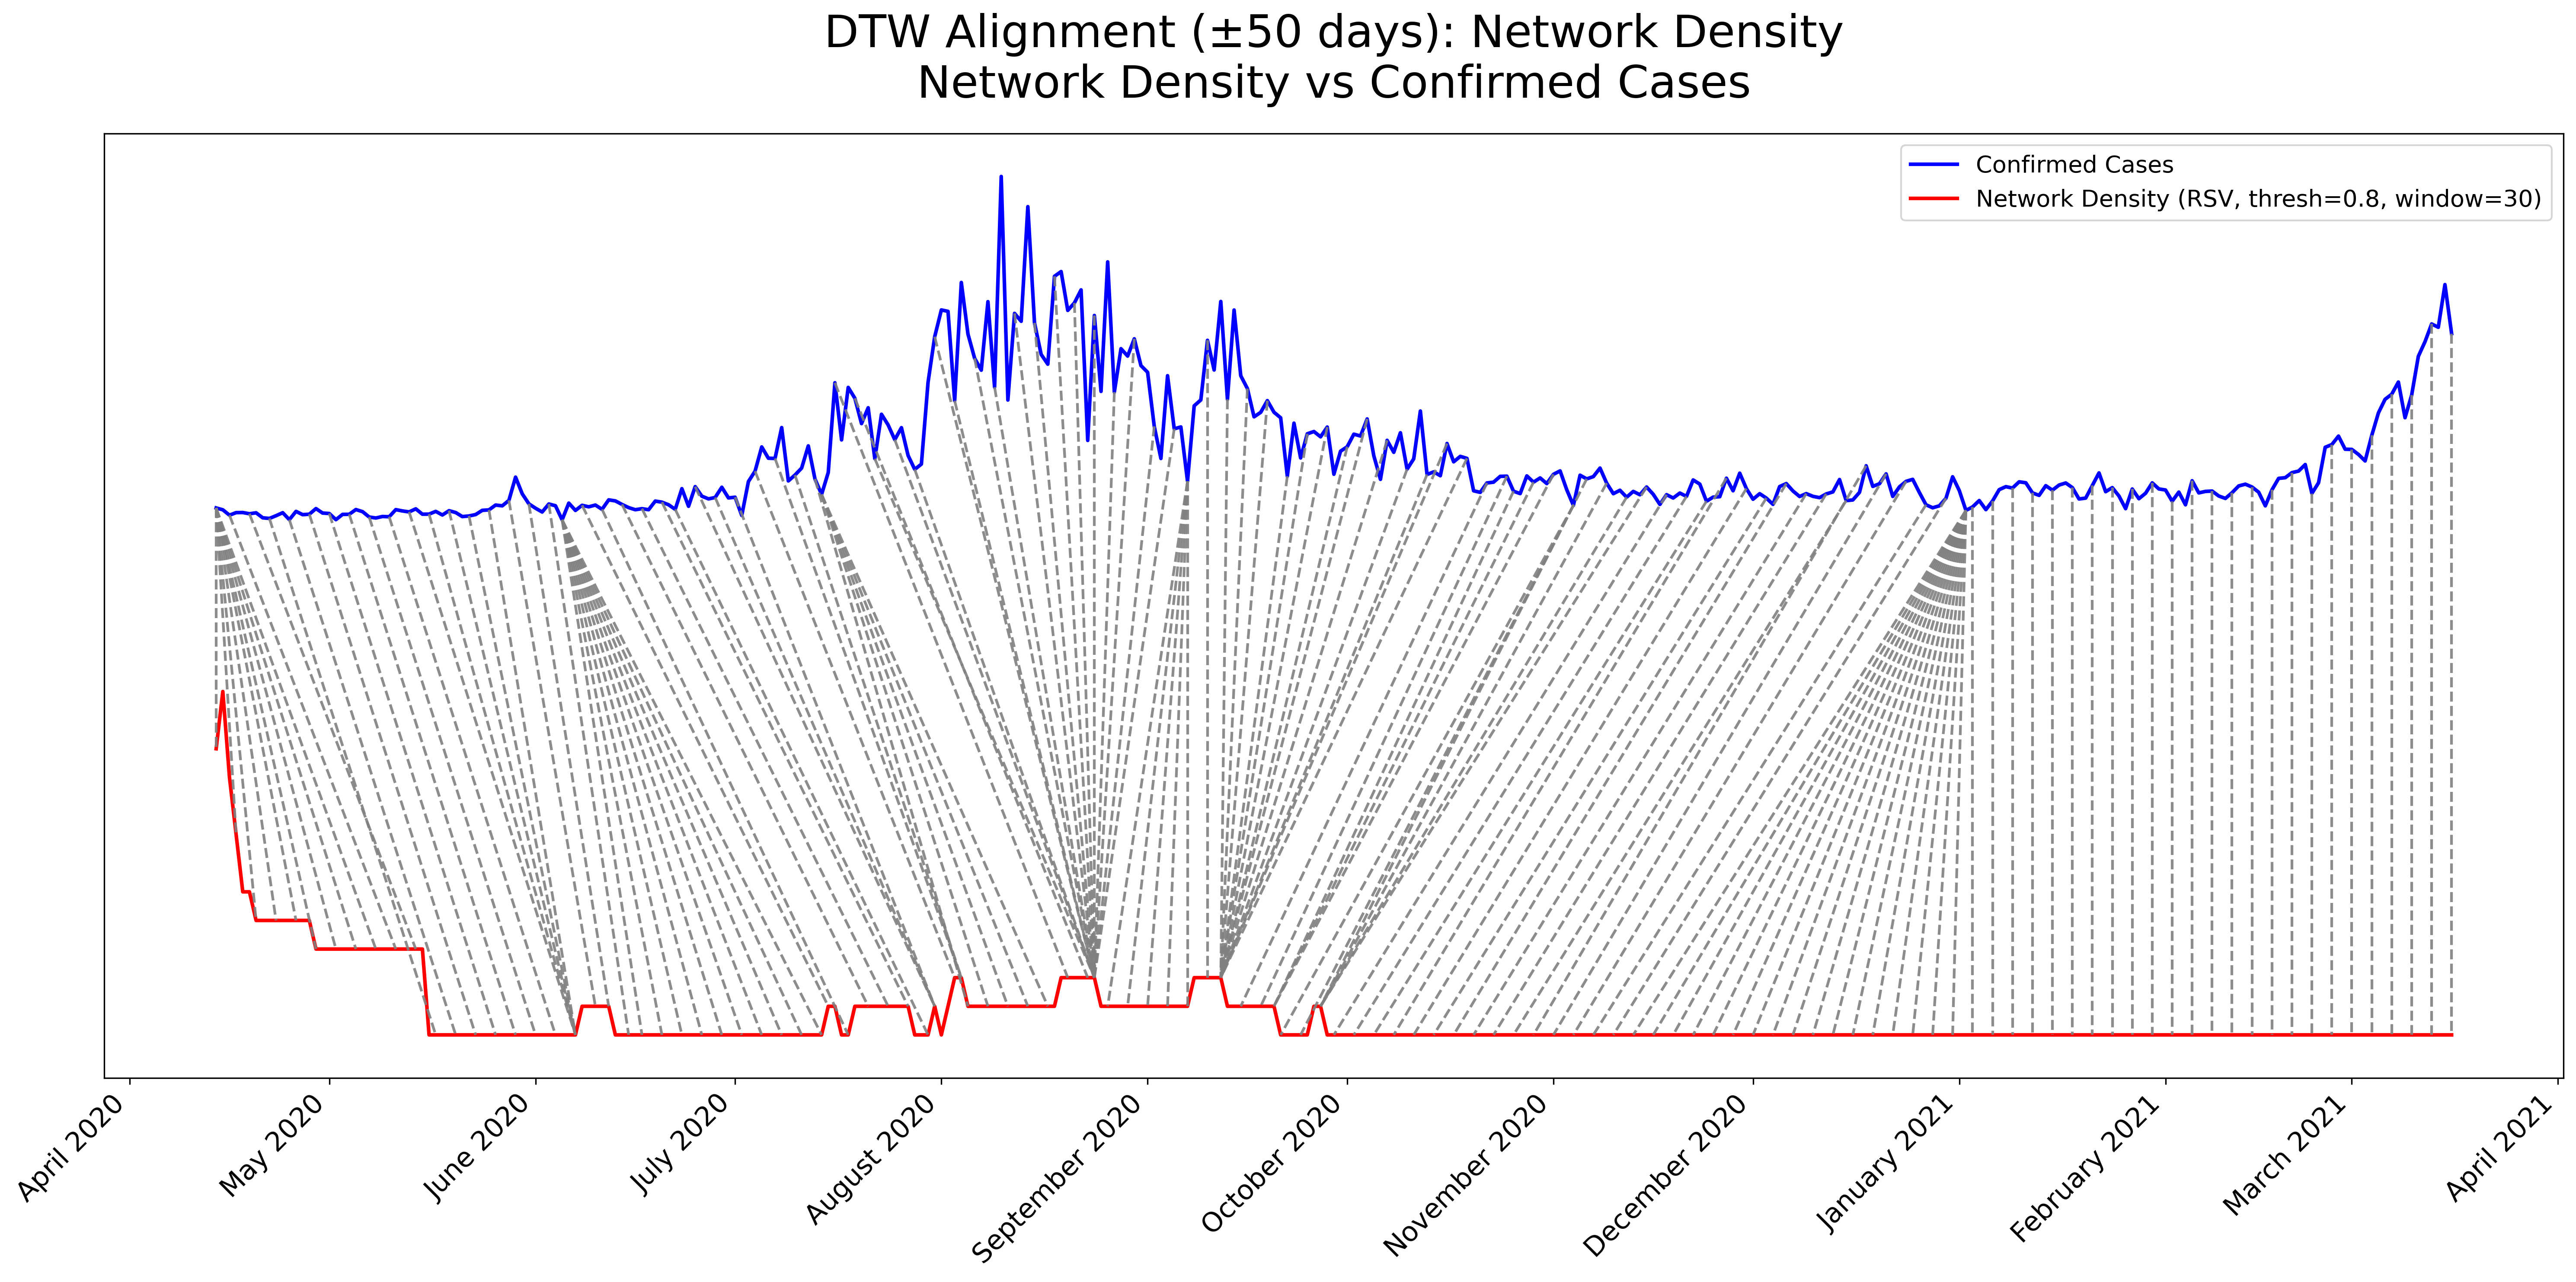 DTW Alignment (±50 days): Network Density
Network Density vs Confirmed Cases
Confirmed Cases
Network Density (RSV, thresh=0.8, window=30)
April 2020
May 2020
June 2020
July 2020
August 2020
September 2020
October 2020
November 2020
December 2020
January 2021
February 2021
March 2021
April 2021